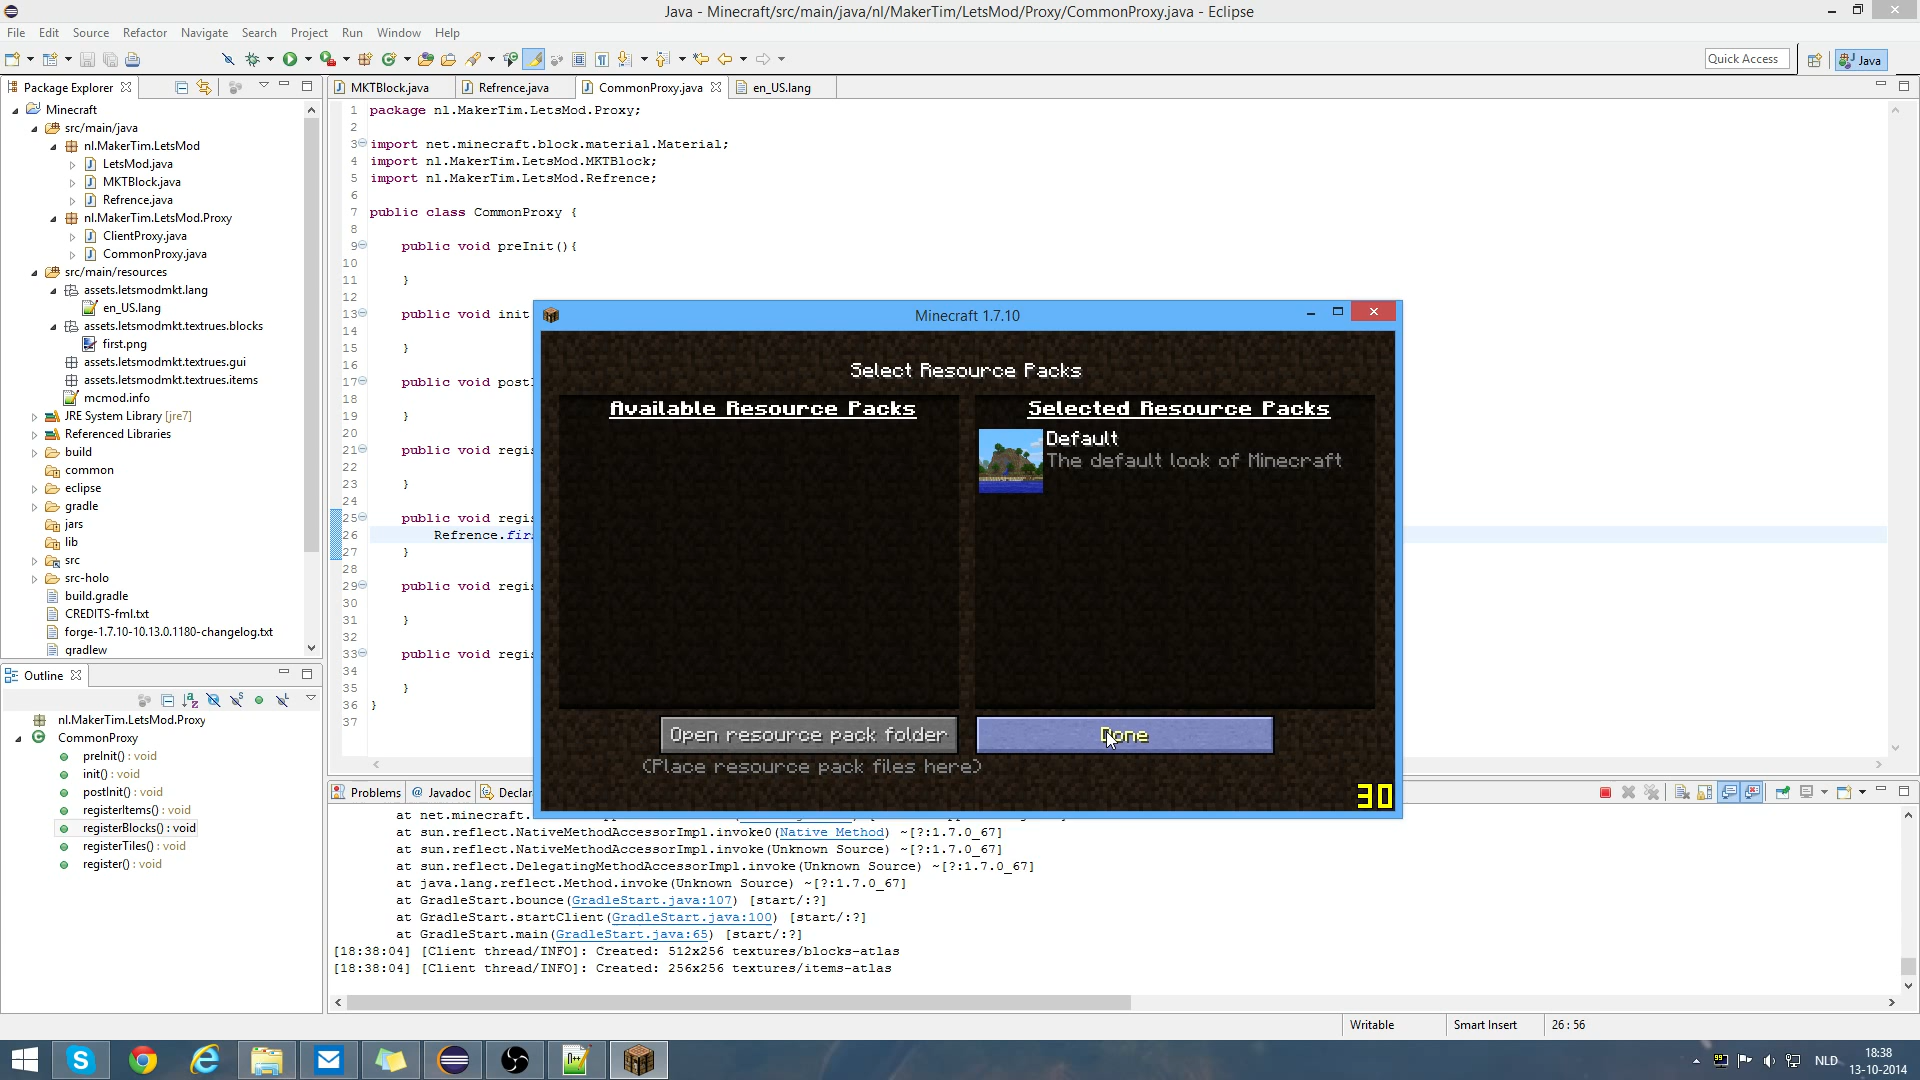 Java - Minecraft/src/main/java/nl/MakerTim/LetsMod/Proxy/CommonProxy.java - Eclipse
File Edit Source Refactor Navigate Search Project Run Window Help
Quick Access
Java
Package Explorer
Minecraft
src/main/java
nl.MakerTim.LetsMod
LetsMod.java
MKTBlock.java
Refrence.java
nl.MakerTim.LetsMod.Proxy
ClientProxy.java
CommonProxy.java
src/main/resources
assets.letsmodmkt.lang
en_US.lang
assets.letsmodmkt.textrues.blocks
first.png
assets.letsmodmkt.textrues.gui
assets.letsmodmkt.textrues.items
mcmod.info
JRE System Library [jre7]
Referenced Libraries
build
common
eclipse
gradle
jars
lib
src
src-holo
build.gradle
CREDITS-fml.txt
forge-1.7.10-10.13.0.1180-changelog.txt
gradlew
Outline
nl.MakerTim.LetsMod.Proxy
CommonProxy
preInit() : void
init() : void
postInit() : void
registerItems() : void
registerBlocks() : void
registerTiles() : void
register() : void
MKTBlock.java Refrence.java CommonProxy.java en_US.lang
1 package nl.MakerTim.LetsMod.Proxy;
2
3 import net.minecraft.block.material.Material;
4 import nl.MakerTim.LetsMod.MKTBlock;
5 import nl.MakerTim.LetsMod.Refrence;
6
7 public class CommonProxy {
8
9 public void preInit(){
10
11 }
12
13 public void init
14
15 }
16
17 public void post
18
19 }
20
21 public void regi
22
23 }
24
25 public void regi
26 Refrence.fir
27 }
28
29 public void regi
30
31 }
32
33 public void regi
34
35 }
36 }
37
Minecraft 1.7.10
Select Resource Packs
Available Resource Packs
Selected Resource Packs
Default
The default look of Minecraft
Open resource pack folder
Done
(Place resource pack files here)
30
Problems Javadoc Declar
at net.minecraft.
at sun.reflect.NativeMethodAccessorImpl.invoke0(Native Method) ~[?:1.7.0_67]
at sun.reflect.NativeMethodAccessorImpl.invoke(Unknown Source) ~[?:1.7.0_67]
at sun.reflect.DelegatingMethodAccessorImpl.invoke(Unknown Source) ~[?:1.7.0_67]
at java.lang.reflect.Method.invoke(Unknown Source) ~[?:1.7.0_67]
at GradleStart.bounce(GradleStart.java:107) [start/:?]
at GradleStart.startClient(GradleStart.java:100) [start/:?]
at GradleStart.main(GradleStart.java:65) [start/:?]
[18:38:04] [Client thread/INFO]: Created: 512x256 textures/blocks-atlas
[18:38:04] [Client thread/INFO]: Created: 256x256 textures/items-atlas
Writable Smart Insert 26 : 56
NLD
18:38
13-10-2014